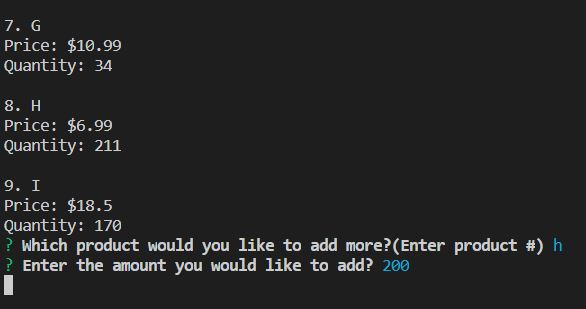 7. G
Price: $10.99
Quantity: 34
8. H
Price: $6.99
Quantity: 211
9. I
Price: $18.5
Quantity: 170
? Which product would you like to add more?(Enter product #) h
? Enter the amount you would like to add? 200